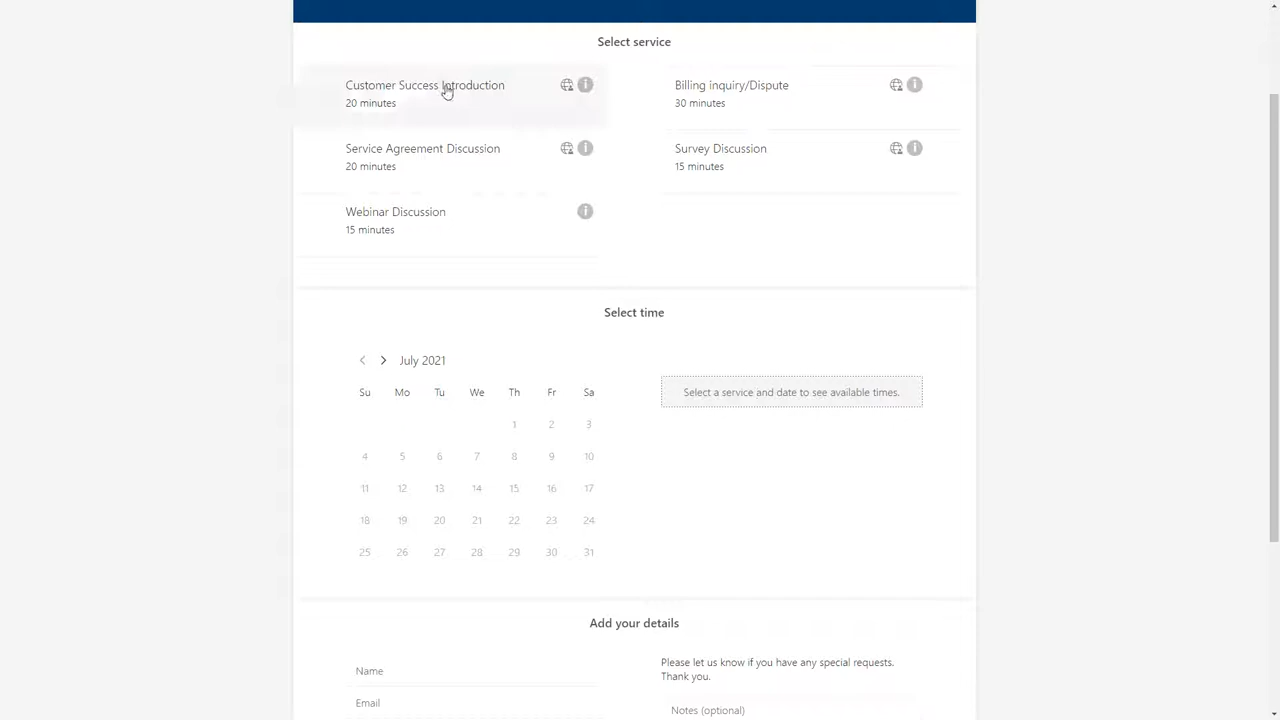 Select service
Customer Success Introduction
20 minutes
Billing inquiry/Dispute
30 minutes
Service Agreement Discussion
20 minutes
Survey Discussion
15 minutes
Webinar Discussion
15 minutes
Select time
July 2021
Su Mo Tu We Th Fr Sa
1 2 3
4 5 6 7 8 9 10
11 12 13 14 15 16 17
18 19 20 21 22 23 24
25 26 27 28 29 30 31
Select a service and date to see available times.
Add your details
Name
Email
Please let us know if you have any special requests.
Thank you.
Notes (optional)